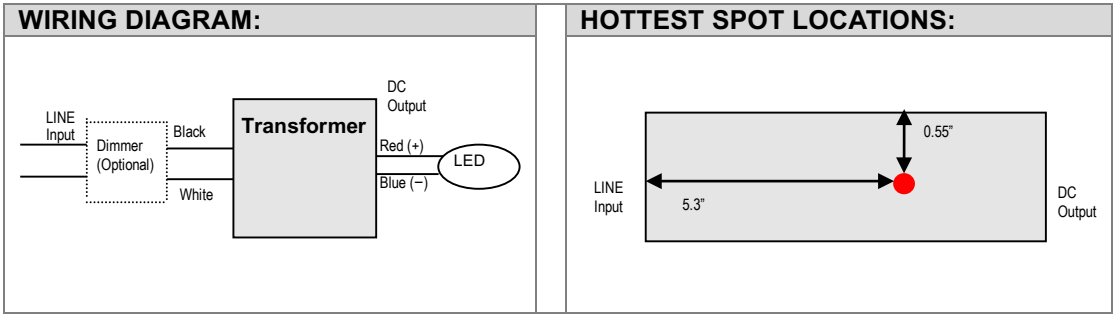 WIRING DIAGRAM:
LINE
Input
Dimmer
(Optional)
Black
White
Transformer
DC
Output
Red (+)
Blue (−)
LED
HOTTEST SPOT LOCATIONS:
LINE
Input
5.3”
0.55”
DC
Output